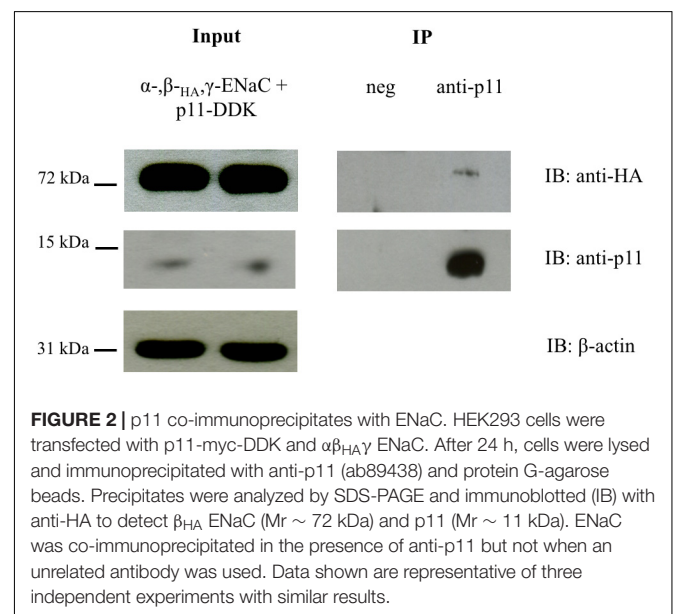 Input IP
α-,β-HA,γ-ENaC + neg anti-p11
p11-DDK
72 kDa IB: anti-HA
15 kDa
IB: anti-p11
31 kDa IB: β-actin
FIGURE 2 | p11 co-immunoprecipitates with ENaC. HEK293 cells were
transfected with p11-myc-DDK and αβHAγ ENaC. After 24 h, cells were lysed
and immunoprecipitated with anti-p11 (ab89438) and protein G-agarose
beads. Precipitates were analyzed by SDS-PAGE and immunoblotted (IB) with
anti-HA to detect βHA ENaC (Mr ∼ 72 kDa) and p11 (Mr ∼ 11 kDa). ENaC
was co-immunoprecipitated in the presence of anti-p11 but not when an
unrelated antibody was used. Data shown are representative of three
independent experiments with similar results.